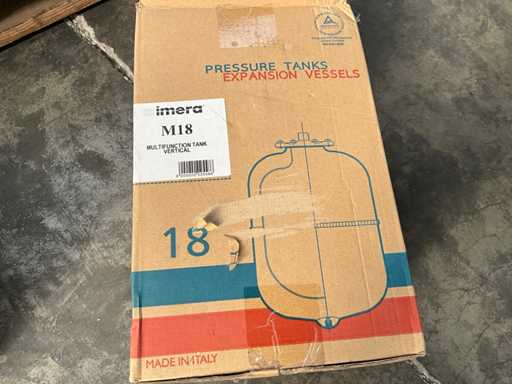 PRESSURE TANKS
EXPANSION VESSELS
imera
M18
MULTIFUNCTION TANK
VERTICAL
18
MADE IN ITALY